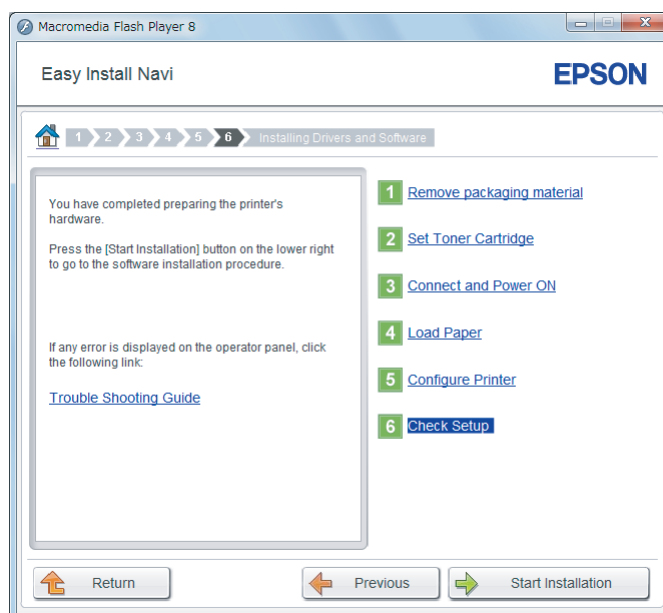 Macromedia Flash Player 8
Easy Install Navi
EPSON
1 2 3 4 5 6 Installing Drivers and Software
You have completed preparing the printer's
hardware.
Press the [Start Installation] button on the lower right
to go to the software installation procedure.
If any error is displayed on the operator panel, click
the following link:
Trouble Shooting Guide
1 Remove packaging material
2 Set Toner Cartridge
3 Connect and Power ON
4 Load Paper
5 Configure Printer
6 Check Setup
Return
Previous
Start Installation